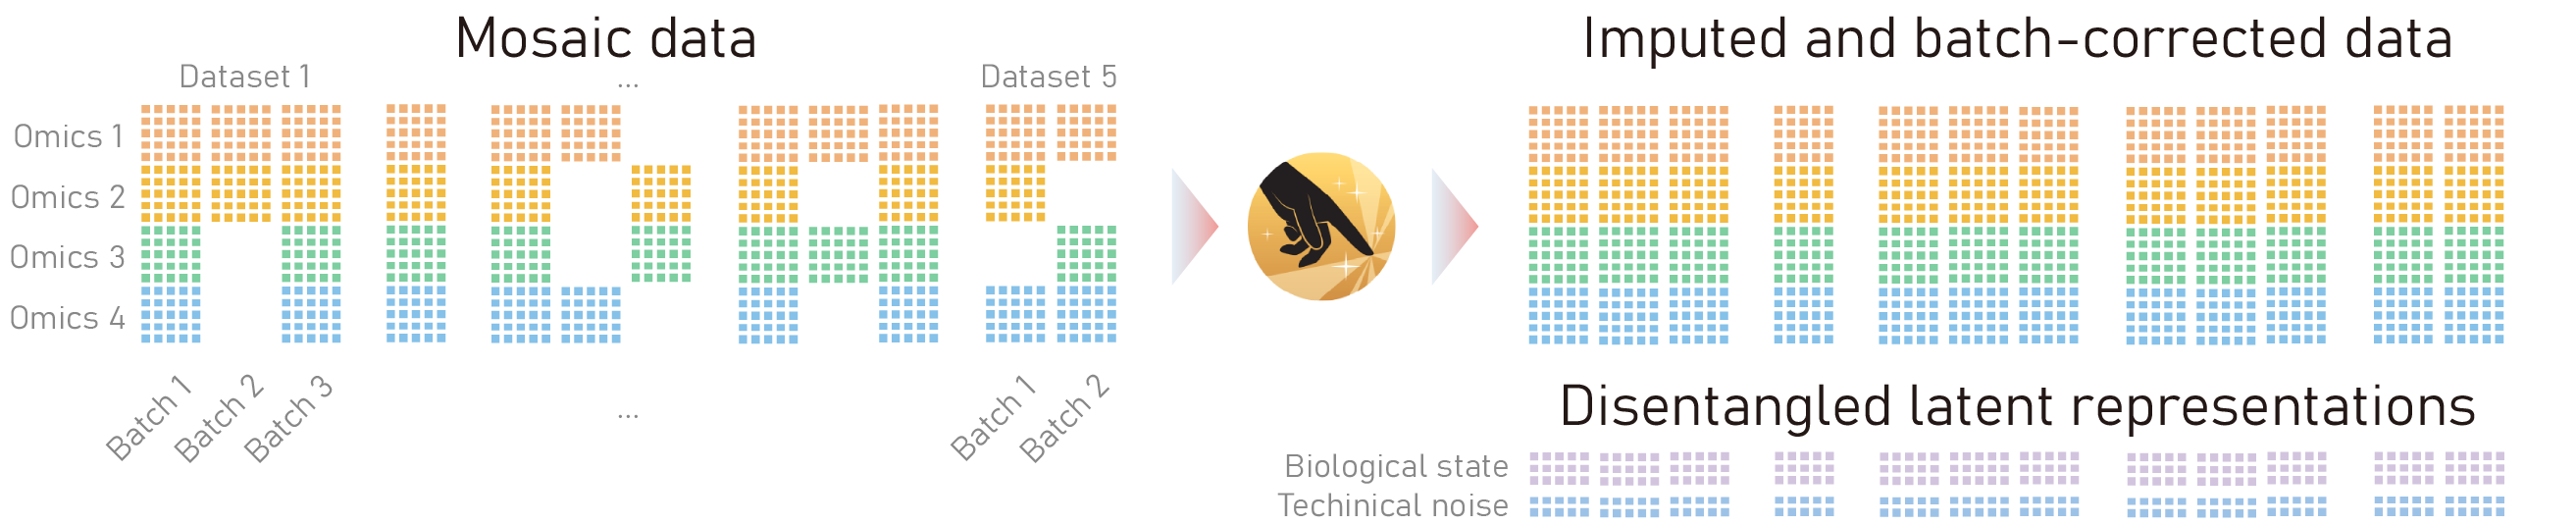 Mosaic data
Dataset 1
...
Dataset 5
Omics 1
Omics 2
Omics 3
Omics 4
Batch 1
Batch 2
Batch 3
...
Batch 1
Batch 2
Imputed and batch-corrected data
Disentangled latent representations
Biological state
Techinical noise